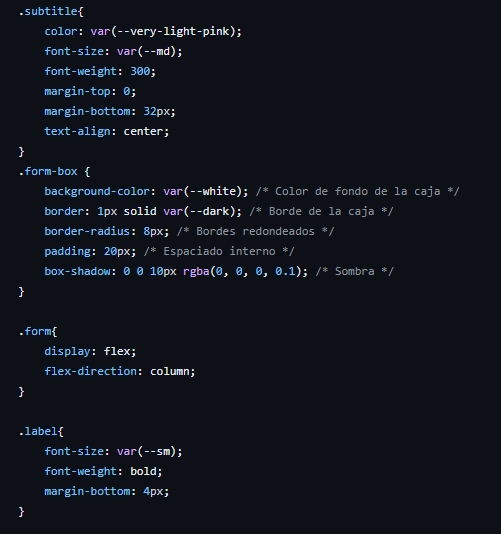 .subtitle{
    color: var(--very-light-pink);
    font-size: var(--md);
    font-weight: 300;
    margin-top: 0;
    margin-bottom: 32px;
    text-align: center;
}
.form-box {
    background-color: var(--white); /* Color de fondo de la caja */
    border: 1px solid var(--dark); /* Borde de la caja */
    border-radius: 8px; /* Bordes redondeados */
    padding: 20px; /* Espaciado interno */
    box-shadow: 0 0 10px rgba(0, 0, 0, 0.1); /* Sombra */
}

.form{
    display: flex;
    flex-direction: column;
}

.label{
    font-size: var(--sm);
    font-weight: bold;
    margin-bottom: 4px;
}